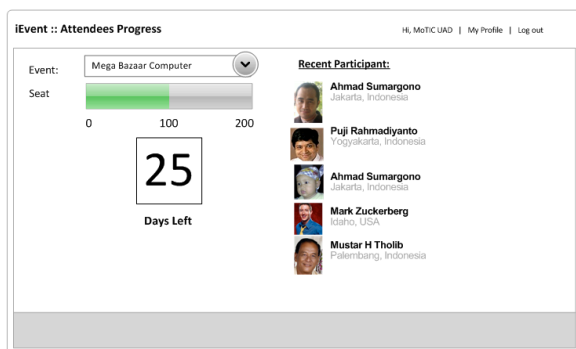 iEvent :: Attendees Progress
Hi, MoTIC UAD | My Profile | Log out
Event:
Mega Bazaar Computer
Seat
0 100 200
25
Days Left
Recent Participant:
Ahmad Sumargono
Jakarta, Indonesia
Puji Rahmadiyanto
Yogyakarta, Indonesia
Ahmad Sumargono
Jakarta, Indonesia
Mark Zuckerberg
Idaho, USA
Mustar H Tholib
Palembang, Indonesia